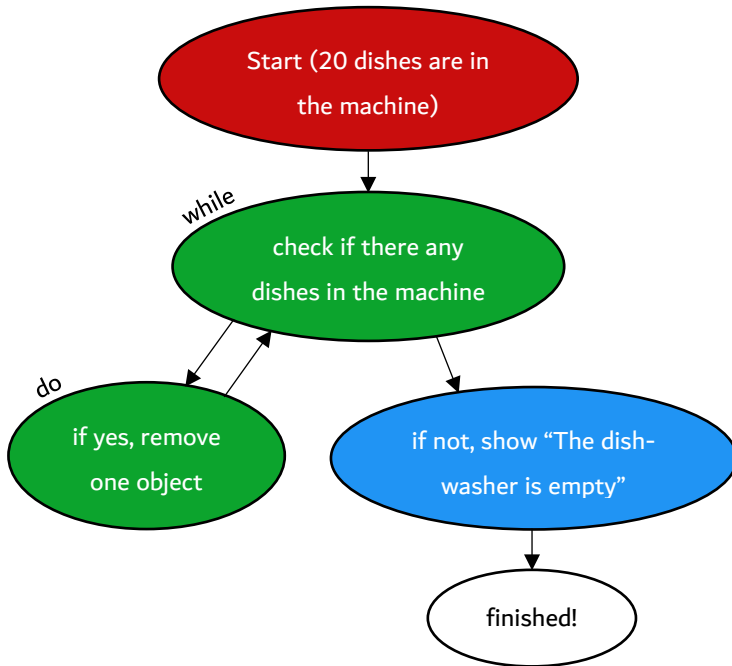 Start (20 dishes are in
the machine)
while
check if there any
dishes in the machine
do
if yes, remove
one object
if not, show “The dish-
washer is empty”
finished!